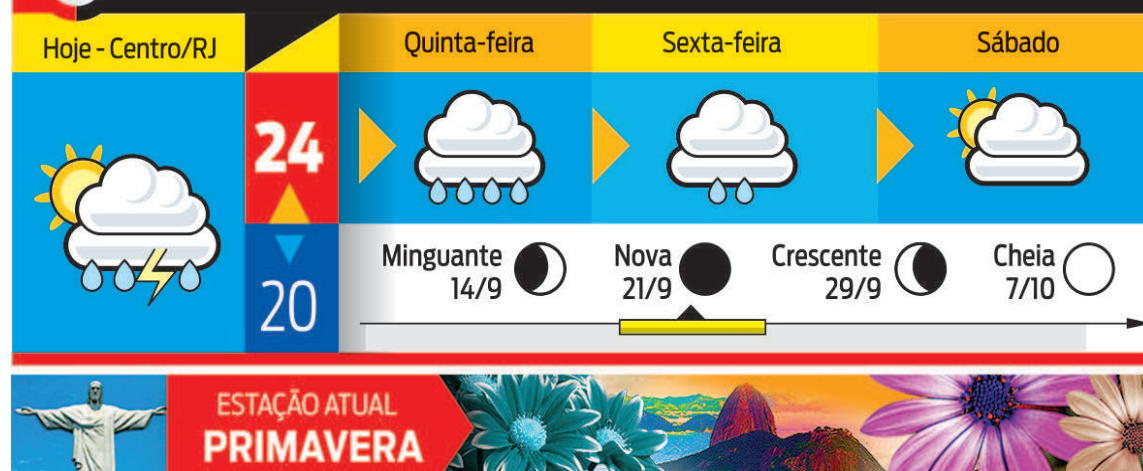 Hoje - Centro/RJ
Quinta-feira
Sexta-feira
Sábado
24
20
Minguante
14/9
Nova
21/9
Crescente
29/9
Cheia
7/10
ESTAÇÃO ATUAL
PRIMAVERA